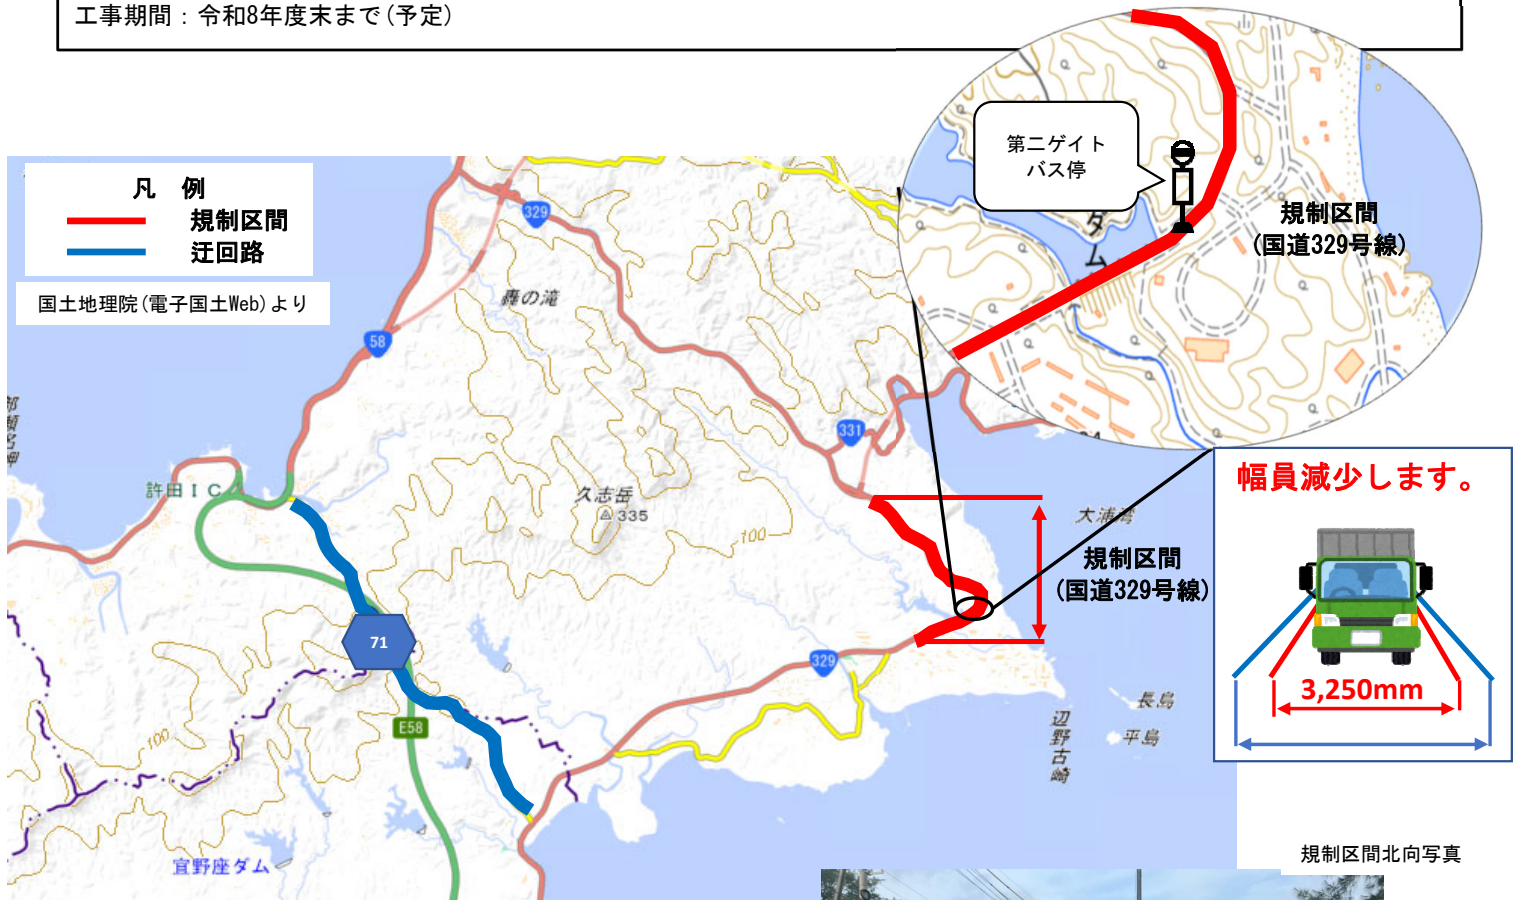 工事期間：令和8年度末まで(予定)
第二ゲイト
バス停
ダム
規制区間
(国道329号線)
凡　例
規制区間
迂回路
国土地理院(電子国土Web)より
329
轟の滝
58
331
許田ＩＣ
久志岳
335
100
大浦湾
規制区間
(国道329号線)
幅員減少します。
3,250mm
71
329
E58
100
長島
平島
辺野古崎
宜野座ダム
規制区間北向写真